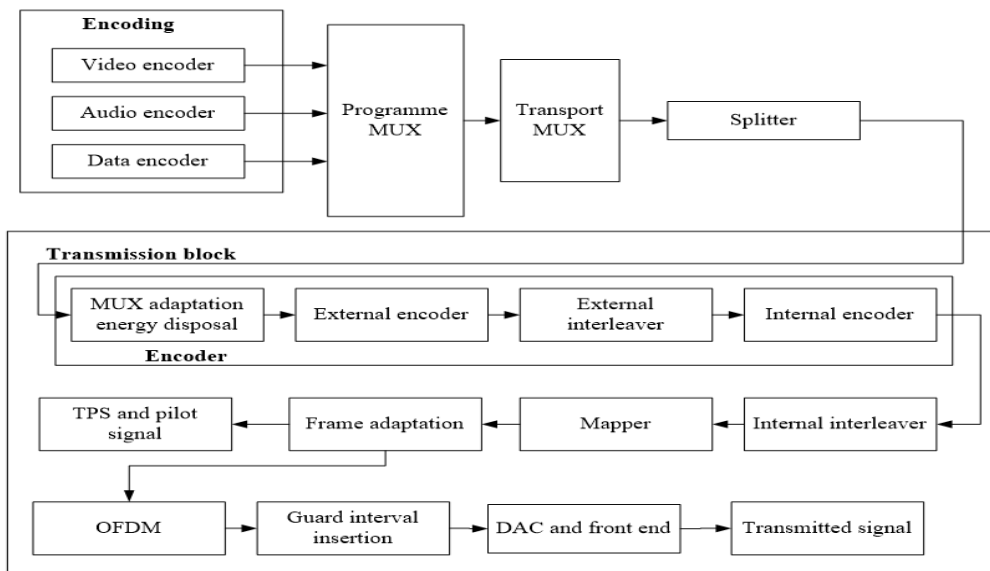 Encoding
Video encoder
Audio encoder
Data encoder
Programme
MUX
Transport
MUX
Splitter
Transmission block
MUX adaptation
energy disposal
External encoder
External
interleaver
Internal encoder
Encoder
TPS and pilot
signal
Frame adaptation
Mapper
Internal interleaver
OFDM
Guard interval
insertion
DAC and front end
Transmitted signal